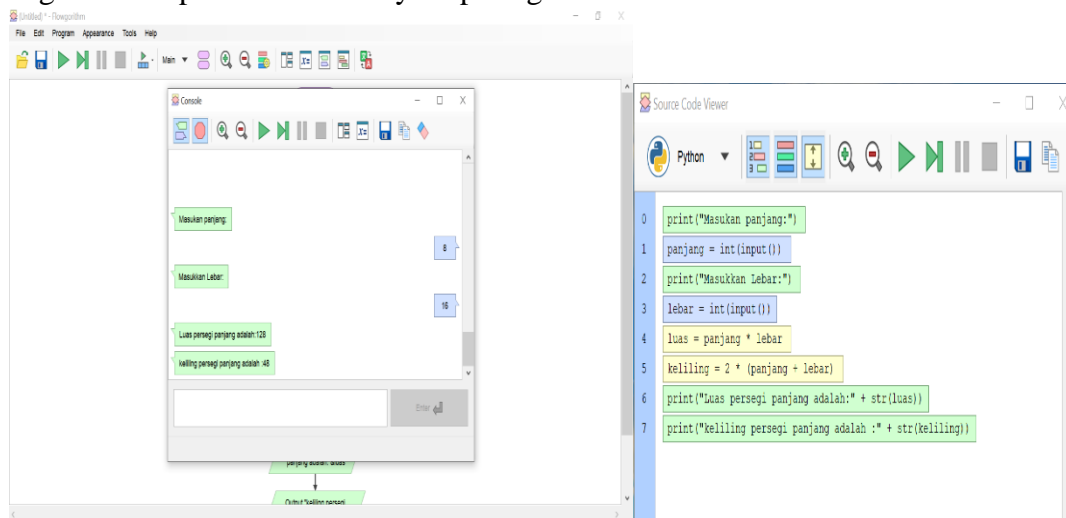 (Untitled) * - Flowgorithm
File Edit Program Appearance Tools Help
Main
Console
Masukan panjang:
8
Masukkan Lebar:
16
Luas persegi panjang adalah:128
keliling persegi panjang adalah :48
Enter
panjang adalah: &luas
Output "keliling persegi
Source Code Viewer
Python
0 print("Masukan panjang:")
1 panjang = int(input())
2 print("Masukkan Lebar:")
3 lebar = int(input())
4 luas = panjang * lebar
5 keliling = 2 * (panjang + lebar)
6 print("Luas persegi panjang adalah:" + str(luas))
7 print("keliling persegi panjang adalah :" + str(keliling))